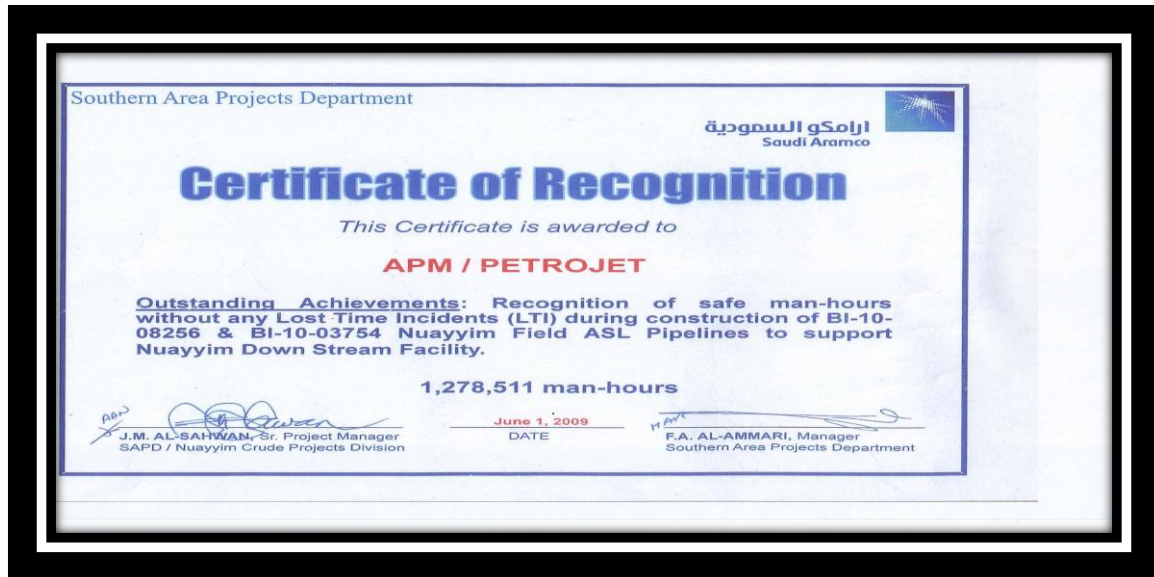 Southern Area Projects Department
ارامكو السعودية
Saudi Aramco
Certificate of Recognition
This Certificate is awarded to
APM / PETROJET
Outstanding Achievements: Recognition of safe man-hours
without any Lost Time Incidents (LTI) during construction of BI-10-
08256 & BI-10-03754 Nuayyim Field ASL Pipelines to support
Nuayyim Down Stream Facility.
1,278,511 man-hours
June 1, 2009
J.M. AL-SAHWAN, Sr. Project Manager
DATE
F.A. AL-AMMARI, Manager
SAPD / Nuayyim Crude Projects Division
Southern Area Projects Department